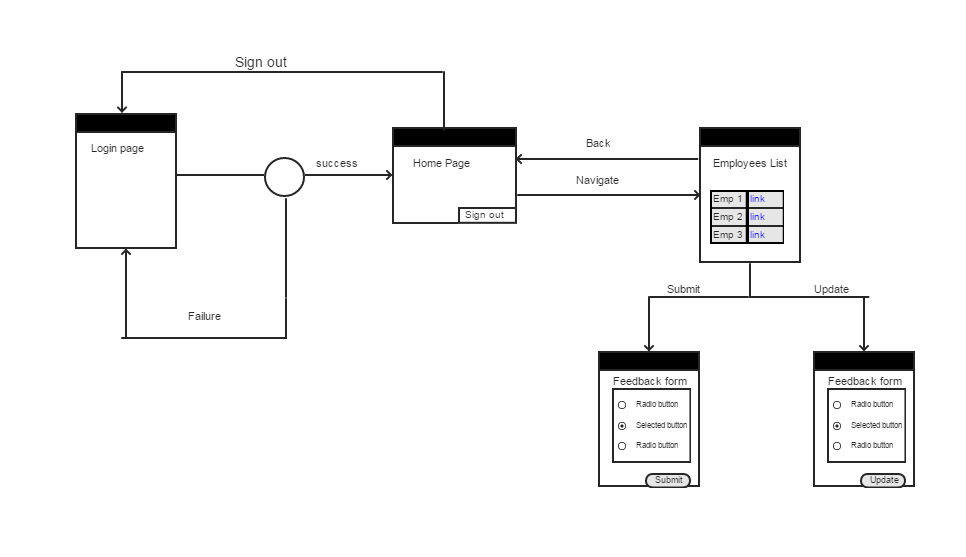 Sign out
Login page
success
Home Page
Sign out
Back
Navigate
Failure
Employees List
Emp 1 link
Emp 2 link
Emp 3 link
Submit
Update
Feedback form
Radio button
Selected button
Radio button
Submit
Feedback form
Radio button
Selected button
Radio button
Update